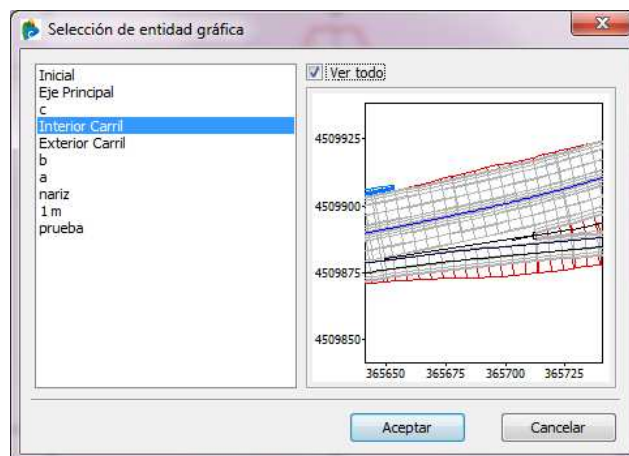 Selección de entidad gráfica
Inicial
Eje Principal
c
Interior Carril
Exterior Carril
b
a
nariz
1 m
prueba
Ver todo
4509925
4509900
4509875
4509850
365650 365675 365700 365725
Aceptar
Cancelar